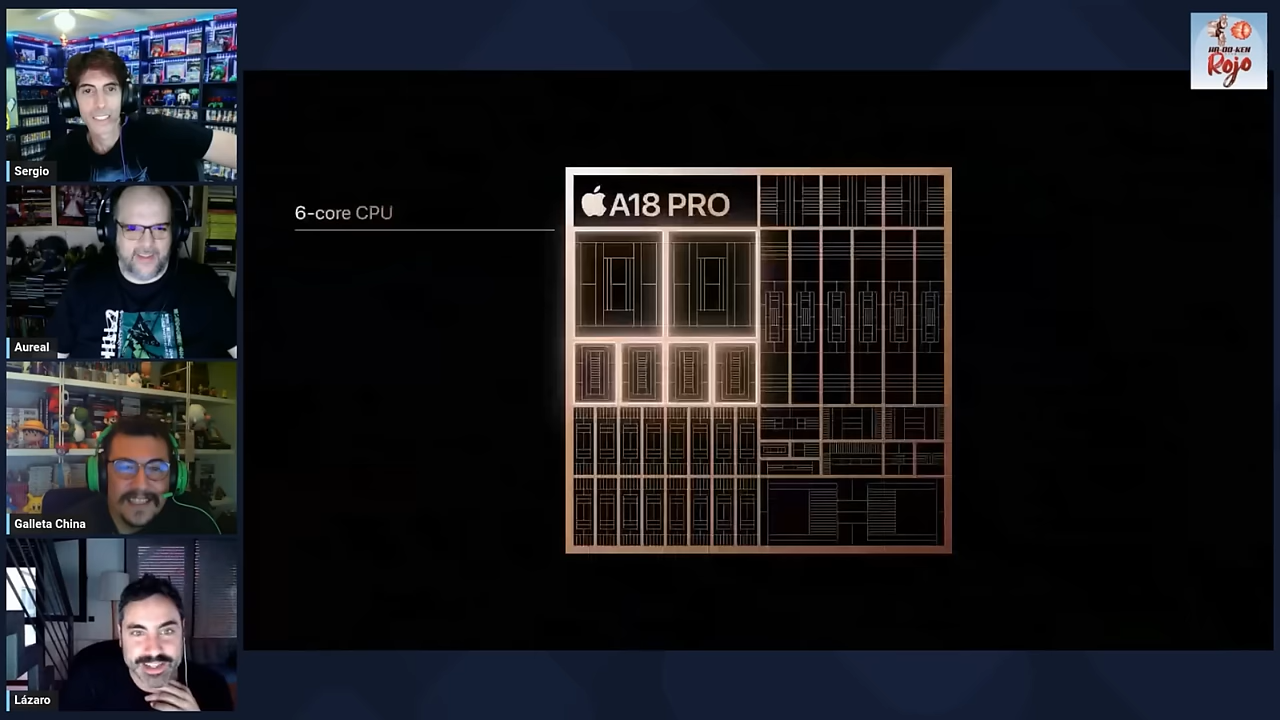 Sergio
Aureal
Galleta China
Lázaro
6-core CPU
A18 PRO
HA-DO-KEN
Rojo